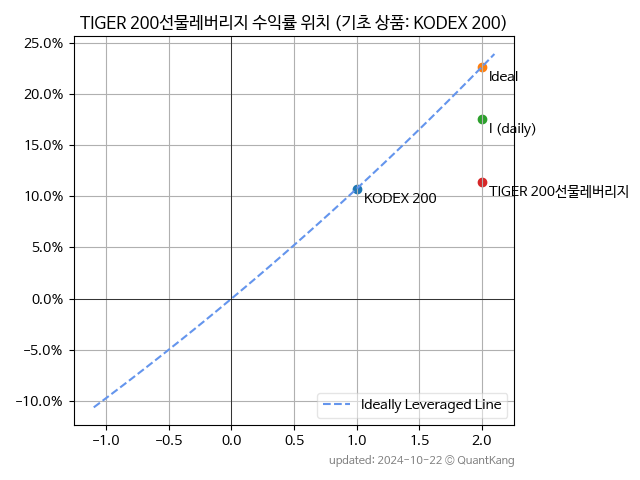 TIGER 200선물레버리지 수익률 위치 (기초 상품: KODEX 200)
25.0%
20.0%
15.0%
10.0%
5.0%
0.0%
−5.0%
−10.0%
Ideal
I (daily)
TIGER 200선물레버리지
KODEX 200
Ideally Leveraged Line
−1.0 −0.5 0.0 0.5 1.0 1.5 2.0
updated: 2024-10-22 © QuantKang